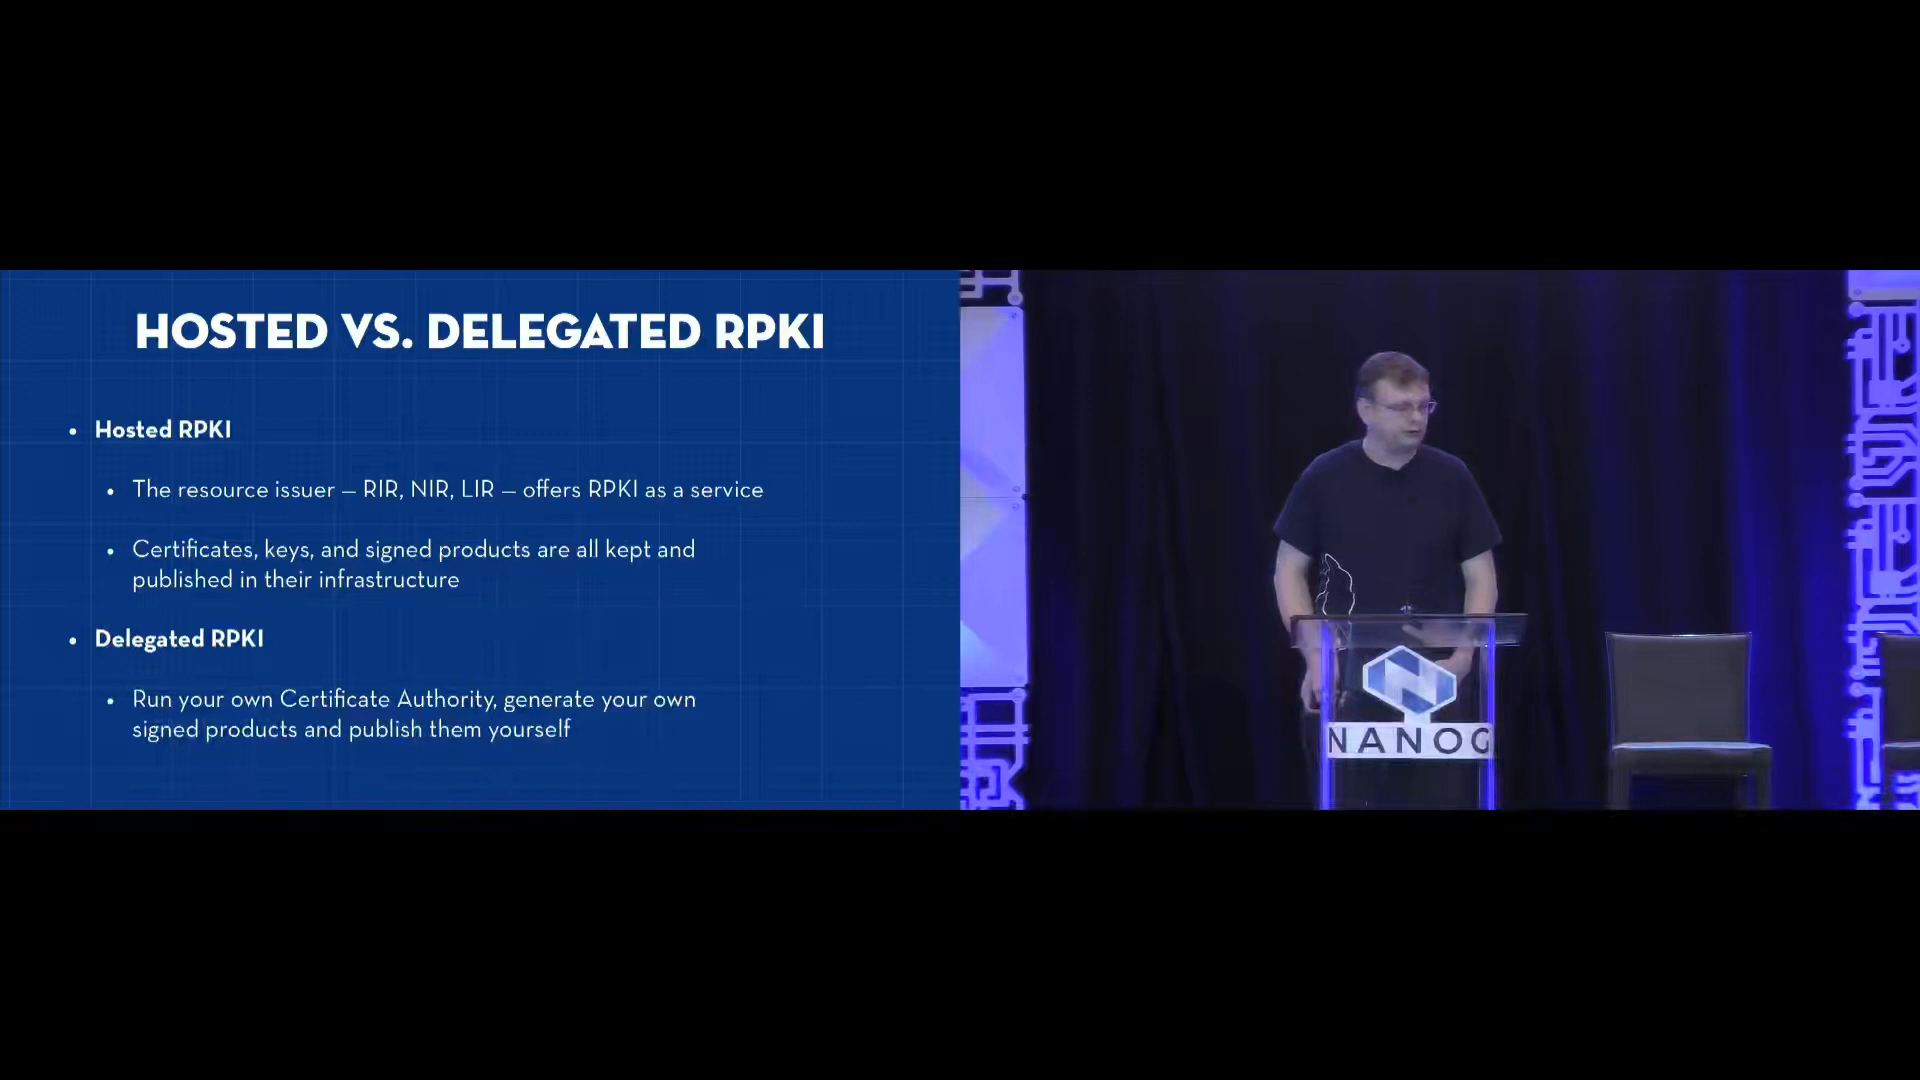 HOSTED VS. DELEGATED RPKI
• Hosted RPKI
• The resource issuer – RIR, NIR, LIR – offers RPKI as a service
• Certificates, keys, and signed products are all kept and
published in their infrastructure
• Delegated RPKI
• Run your own Certificate Authority, generate your own
signed products and publish them yourself
NANOG